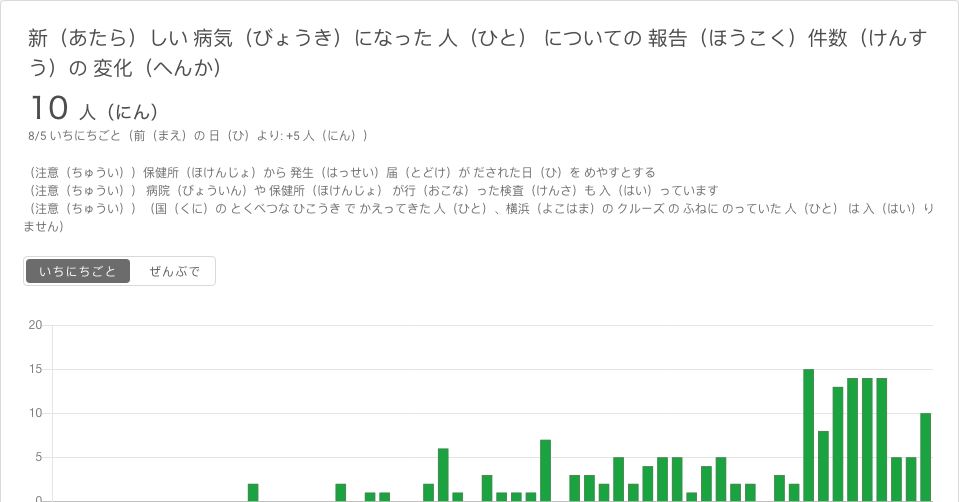 新（あたら）しい 病気（びょうき）になった 人（ひと） についての 報告（ほうこく）件数（けんす
う）の 変化（へんか）
10 人（にん）
8/5 いちにちごと（前（まえ）の 日（ひ）より: +5 人（にん））
（注意（ちゅうい））保健所（ほけんじょ）から 発生（はっせい）届（とどけ）が だされた日（ひ）を めやすとする
（注意（ちゅうい）） 病院（びょういん）や 保健所（ほけんじょ） が行（おこな）った検査（けんさ）も 入（はい）っています
（注意（ちゅうい））（国（くに）の とくべつな ひこうき で かえってきた 人（ひと）、横浜（よこはま）の クルーズ の ふねに のっていた 人（ひと） は 入（はい）り
ません）
いちにちごと ぜんぶで
20
15
10
5
0